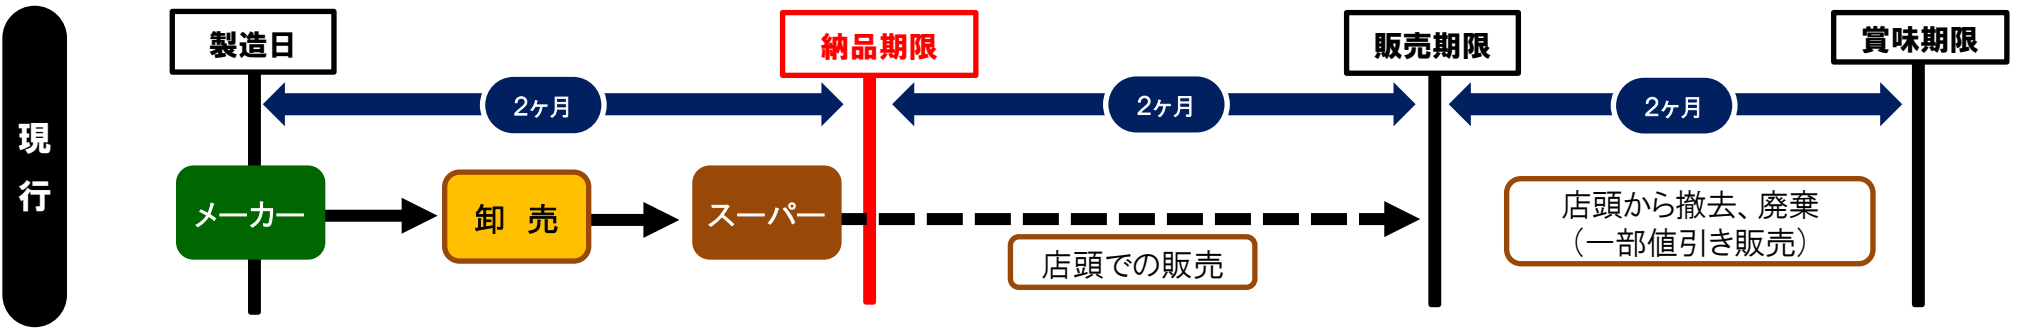 現行
製造日
納品期限
販売期限
賞味期限
2ヶ月
2ヶ月
2ヶ月
メーカー
卸 売
スーパー
店頭での販売
店頭から撤去、廃棄
（一部値引き販売）